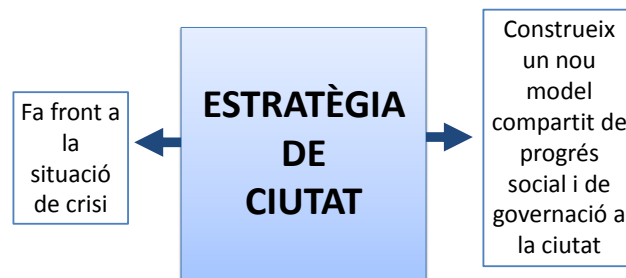 Fa front a
la
situació
de crisi
ESTRATÈGIA
DE
CIUTAT
Construeix
un nou
model
compartit de
progrés
social i de
governació a
la ciutat